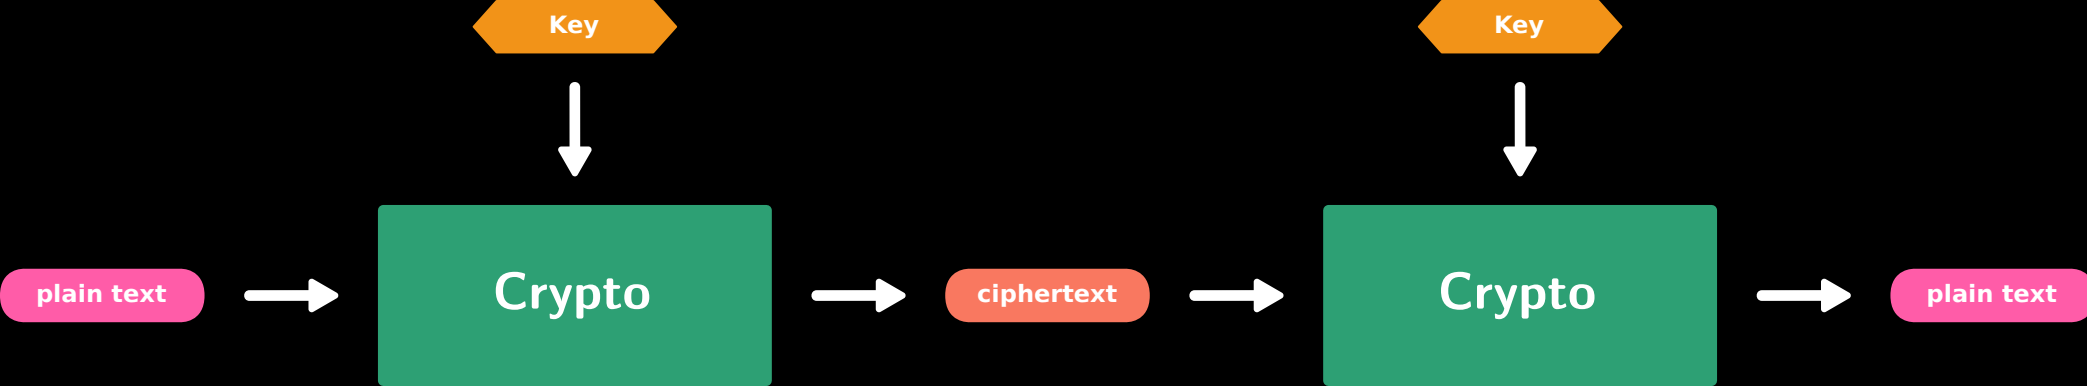 Key
Key
plain text
Crypto
ciphertext
Crypto
plain text